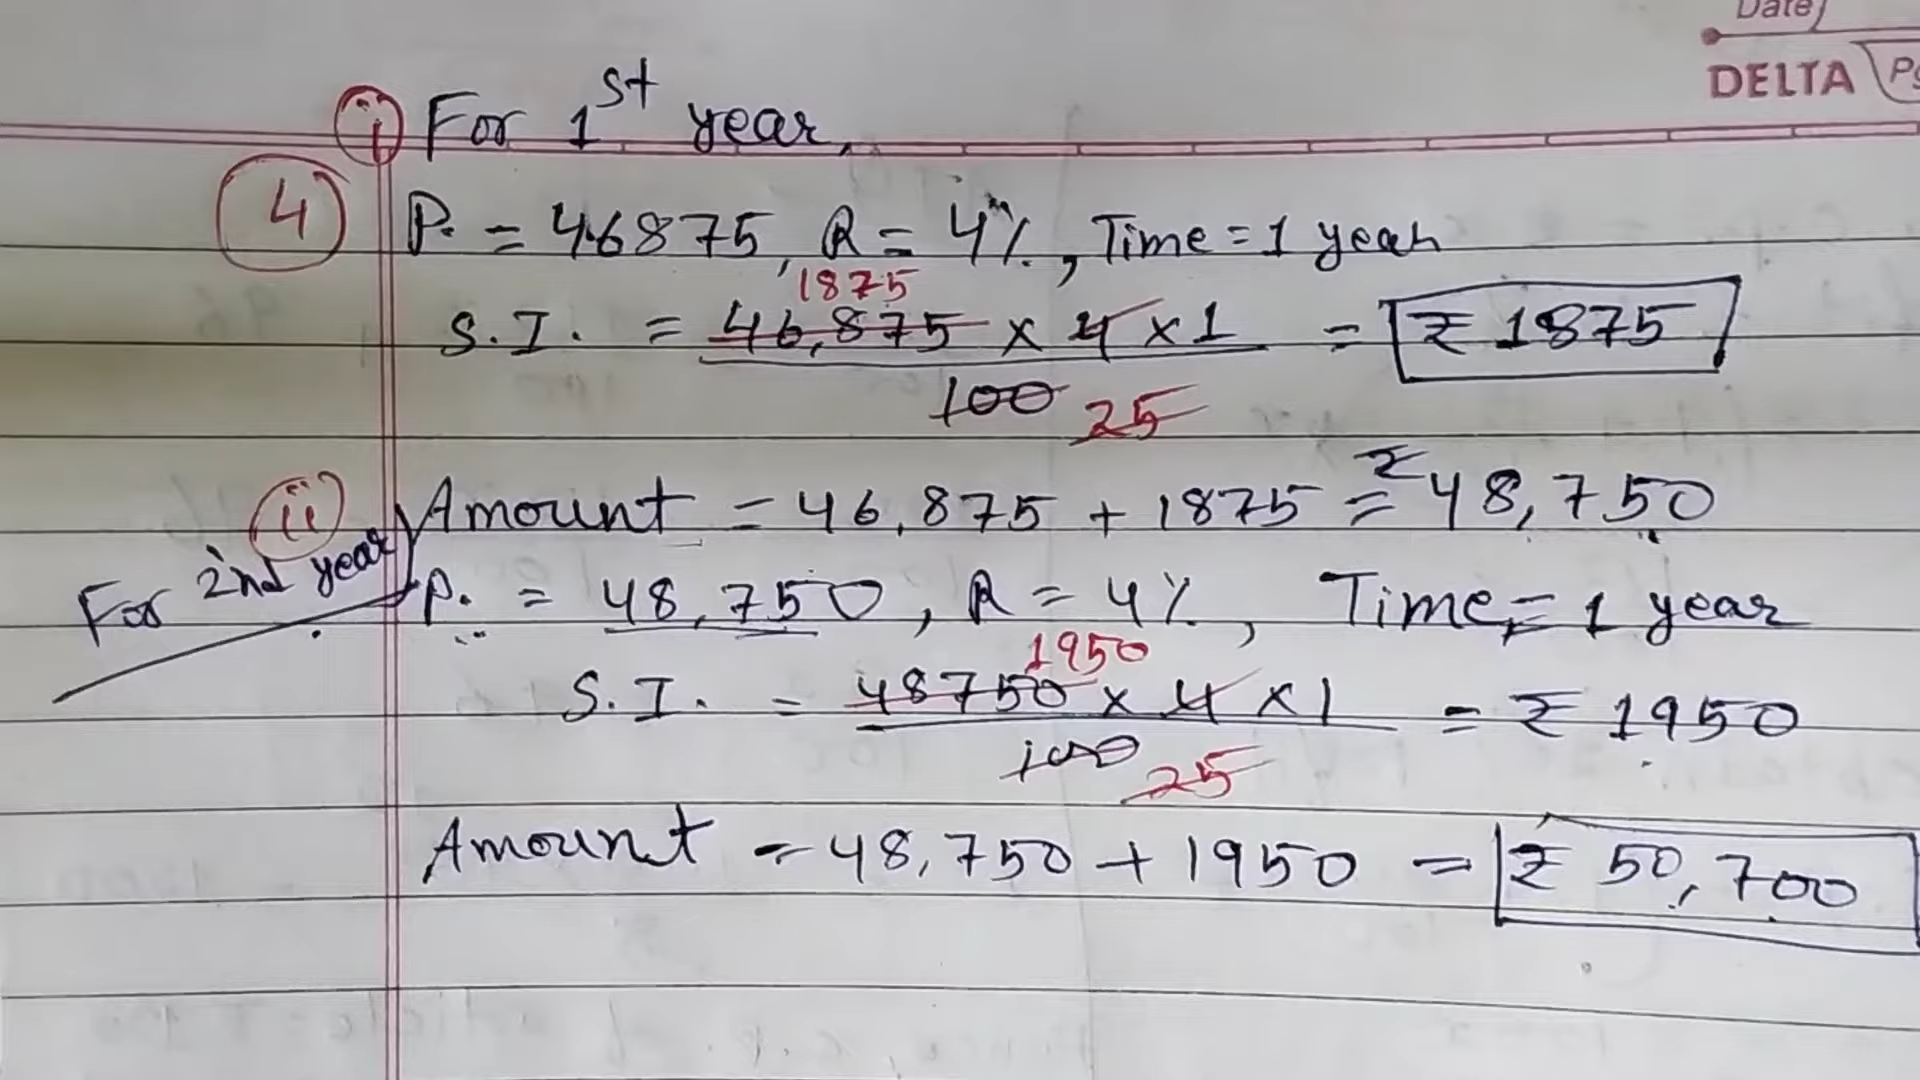 Date
DELTA Pg
i For 1st year,
4 P. = 46875, R = 4%, Time = 1 year
1875
S.I. = 46,875 x 4 x 1 = ₹ 1875
100 25
ii Amount = 46,875 + 1875 = ₹ 48,750
For 2nd year P. = 48,750, R = 4%, Time = 1 year
1950
S.I. = 48750 x 4 x 1 = ₹ 1950
100 25
Amount = 48,750 + 1950 = ₹ 50,700